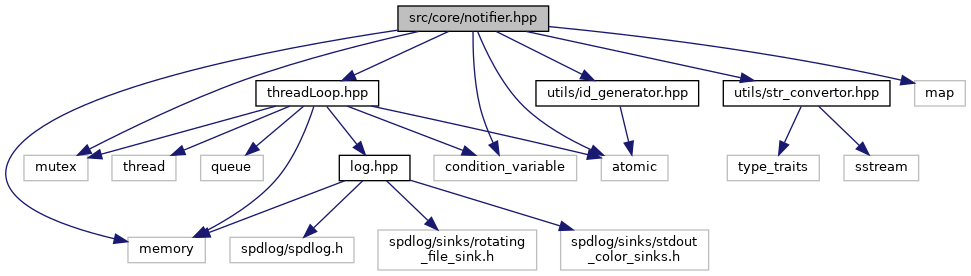 src/core/notifier.hpp
threadLoop.hpp
utils/id_generator.hpp
utils/str_convertor.hpp
map
mutex
thread
queue
log.hpp
condition_variable
atomic
type_traits
sstream
memory
spdlog/spdlog.h
spdlog/sinks/rotating
_file_sink.h
spdlog/sinks/stdout
_color_sinks.h